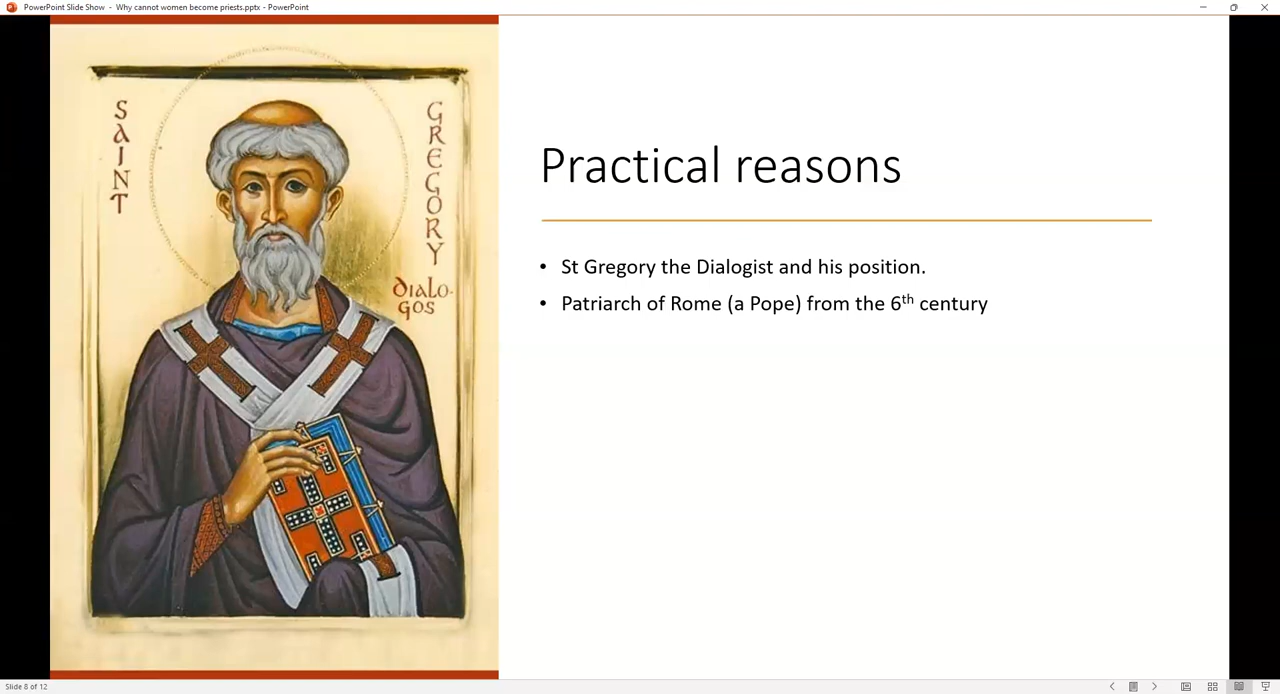 PowerPoint Slide Show - Why cannot women become priests.pptx - PowerPoint
SAINT
GREGORY
DIALO-
GOS
Practical reasons
• St Gregory the Dialogist and his position.
• Patriarch of Rome (a Pope) from the 6th century
Slide 8 of 12